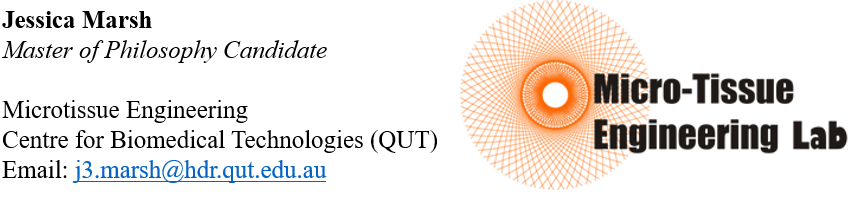 Jessica Marsh
Master of Philosophy Candidate
Microtissue Engineering
Centre for Biomedical Technologies (QUT)
Email: j3.marsh@hdr.qut.edu.au
Micro-Tissue
Engineering Lab